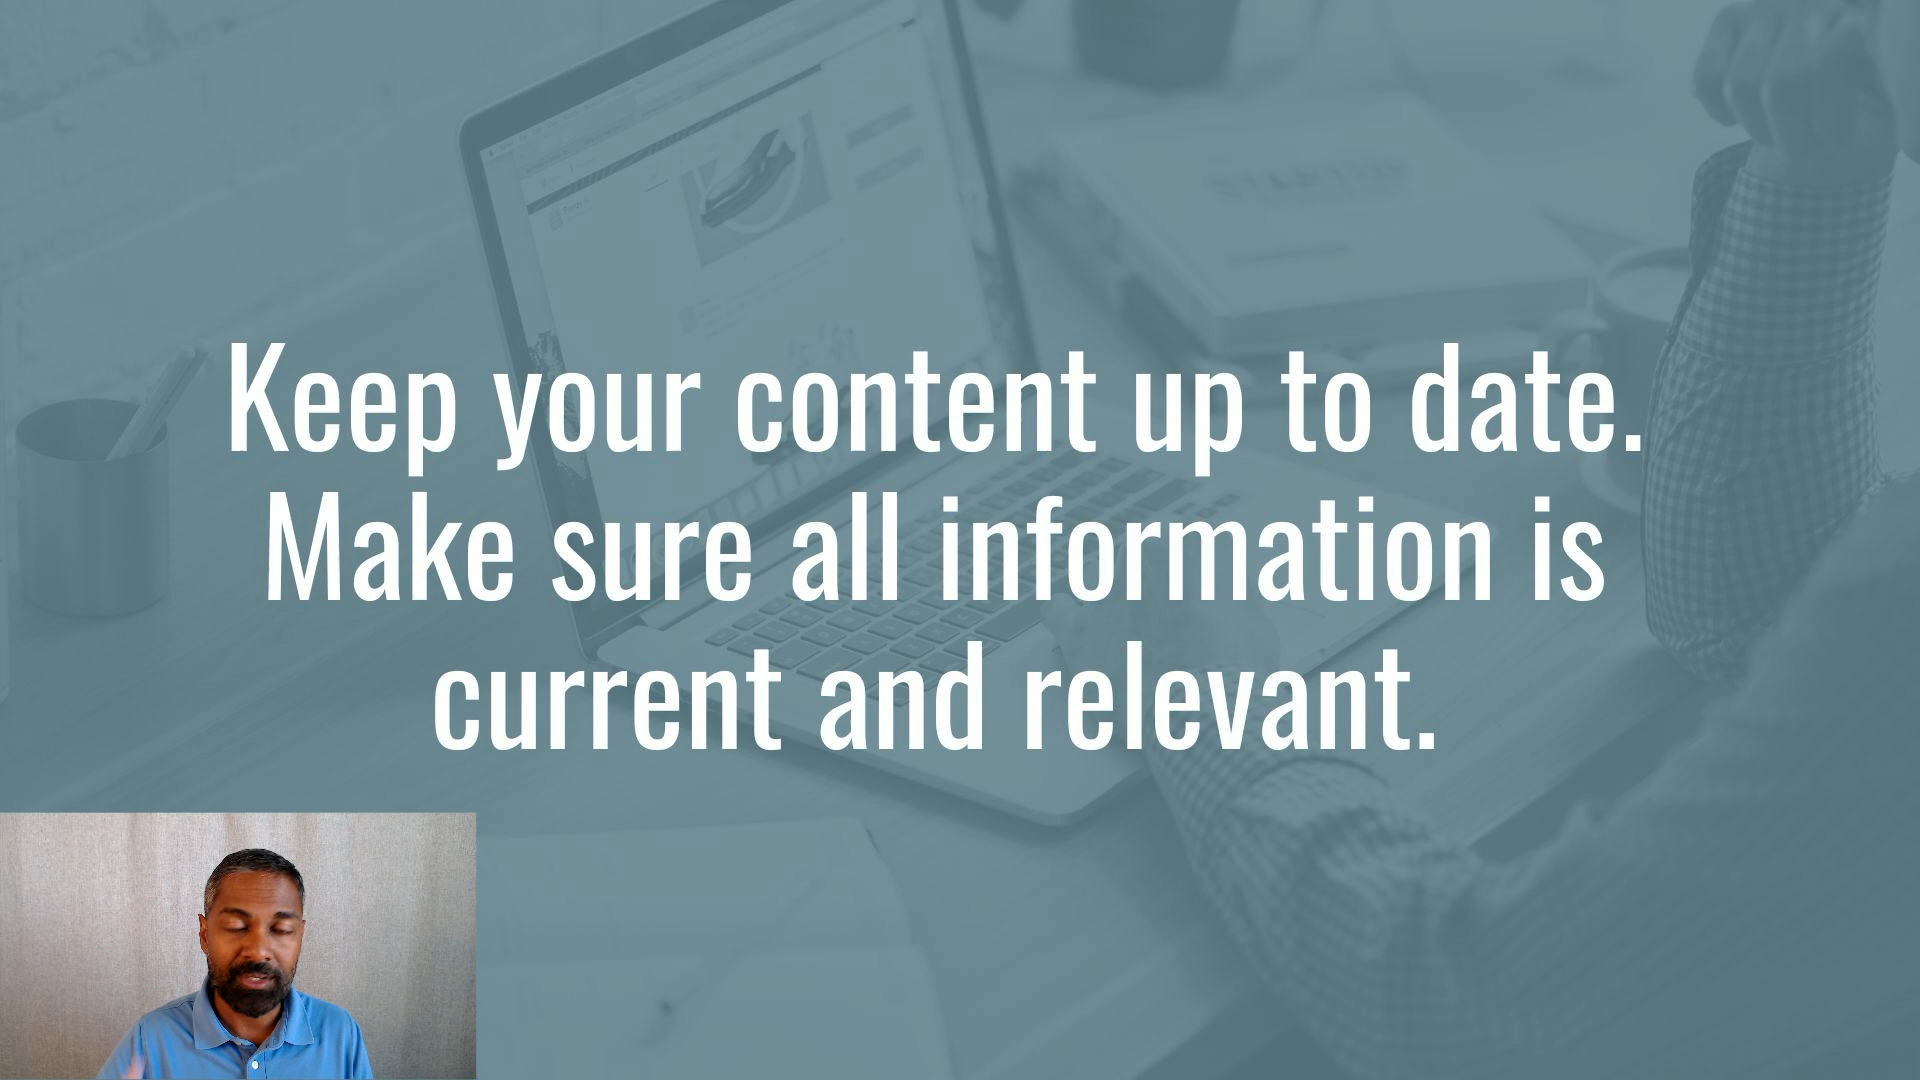 Keep your content up to date.
Make sure all information is
current and relevant.